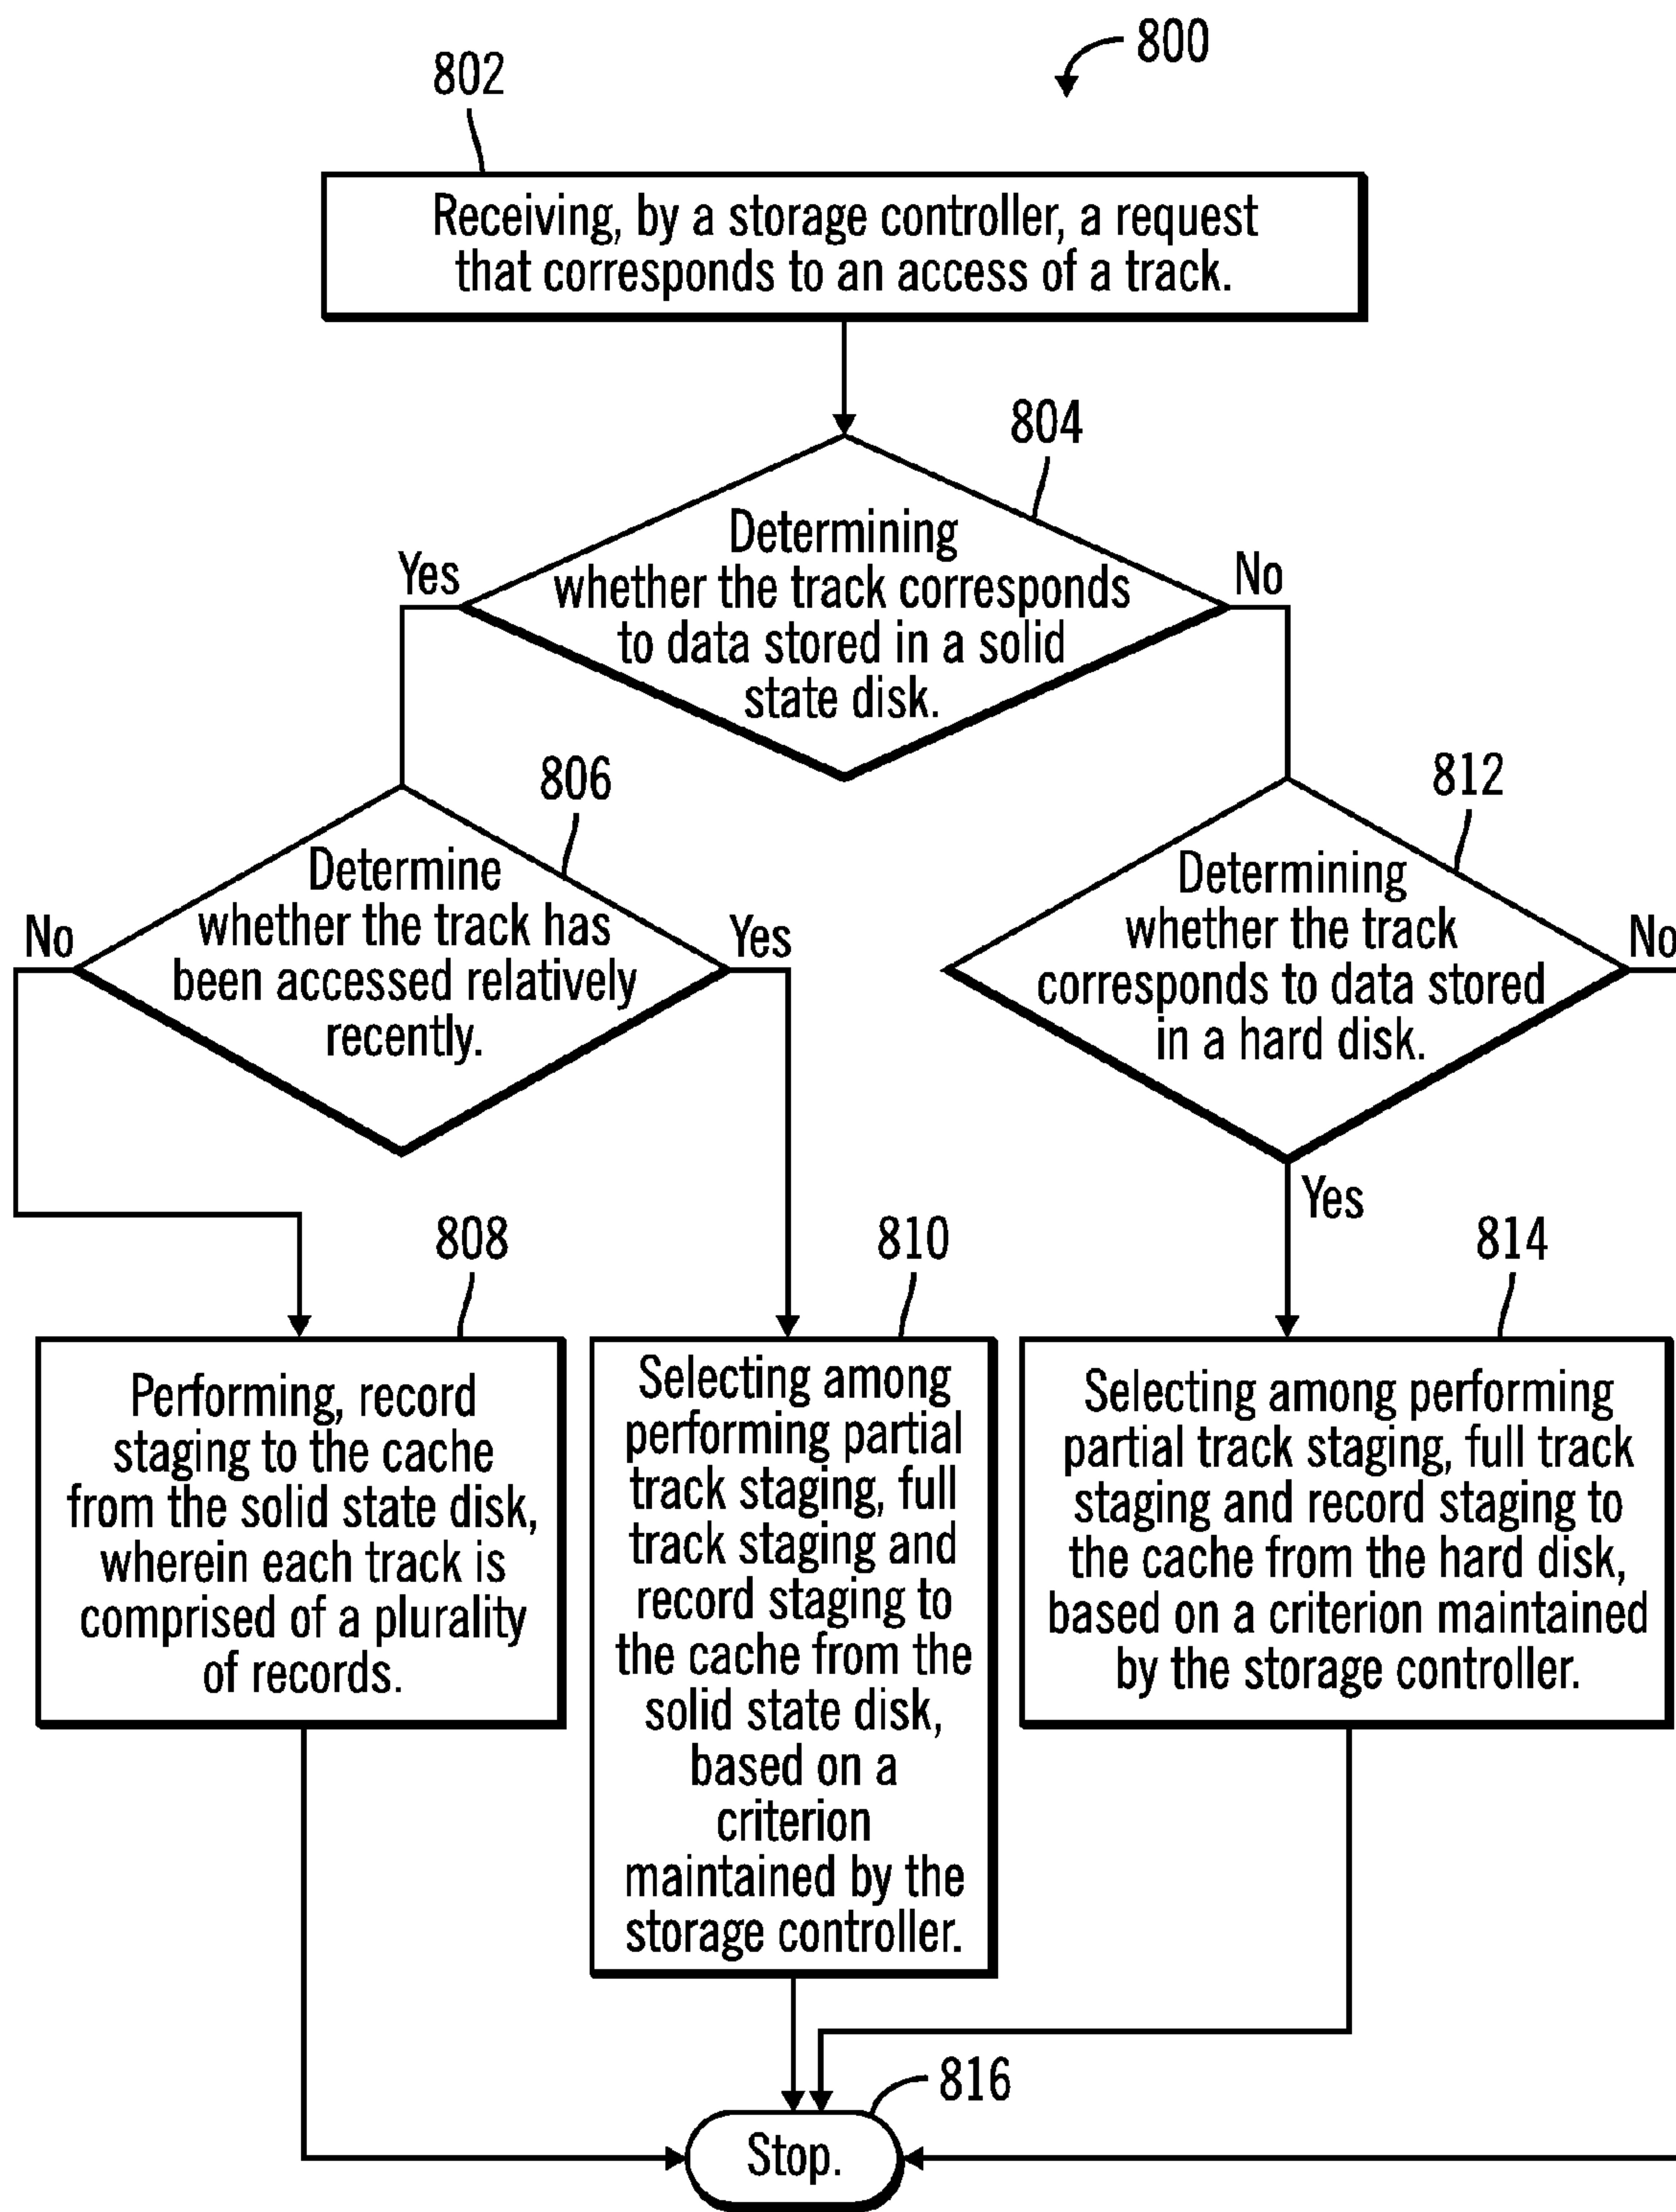 800
802
Receiving, by a storage controller, a request
that corresponds to an access of a track.
804
Determining
whether the track corresponds
to data stored in a solid
state disk.
Yes
No
806
Determine
whether the track has
been accessed relatively
recently.
No
Yes
812
Determining
whether the track
corresponds to data stored
in a hard disk.
No
Yes
808
Performing, record
staging to the cache
from the solid state disk,
wherein each track is
comprised of a plurality
of records.
810
Selecting among
performing partial
track staging, full
track staging and
record staging to
the cache from the
solid state disk,
based on a
criterion
maintained by the
storage controller.
814
Selecting among performing
partial track staging, full track
staging and record staging to
the cache from the hard disk,
based on a criterion maintained
by the storage controller.
816
Stop.